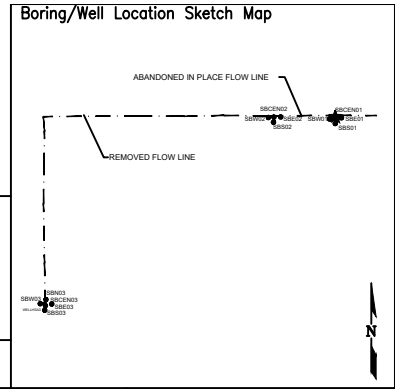 Boring/Well Location Sketch Map
ABANDONED IN PLACE FLOW LINE
SBCEN02
SBCEN01
SBW02
SBE02
SBW01
SBE01
SBS02
SBS01
REMOVED FLOW LINE
SBN03
SBW03
SBCEN03
SBE03
WELLHEAD
SBS03
N